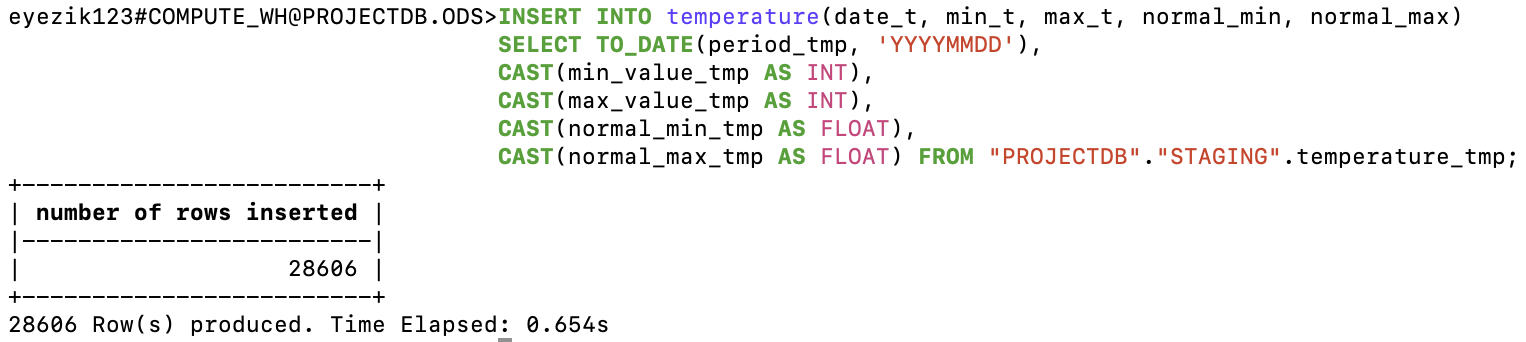 eyezik123#COMPUTE_WH@PROJECTDB.ODS>INSERT INTO temperature(date_t, min_t, max_t, normal_min, normal_max)
SELECT TO_DATE(period_tmp, 'YYYYMMDD'),
CAST(min_value_tmp AS INT),
CAST(max_value_tmp AS INT),
CAST(normal_min_tmp AS FLOAT),
CAST(normal_max_tmp AS FLOAT) FROM "PROJECTDB"."STAGING".temperature_tmp;
+-------------------------+
| number of rows inserted |
|-------------------------|
|                   28606 |
+-------------------------+
28606 Row(s) produced. Time Elapsed: 0.654s